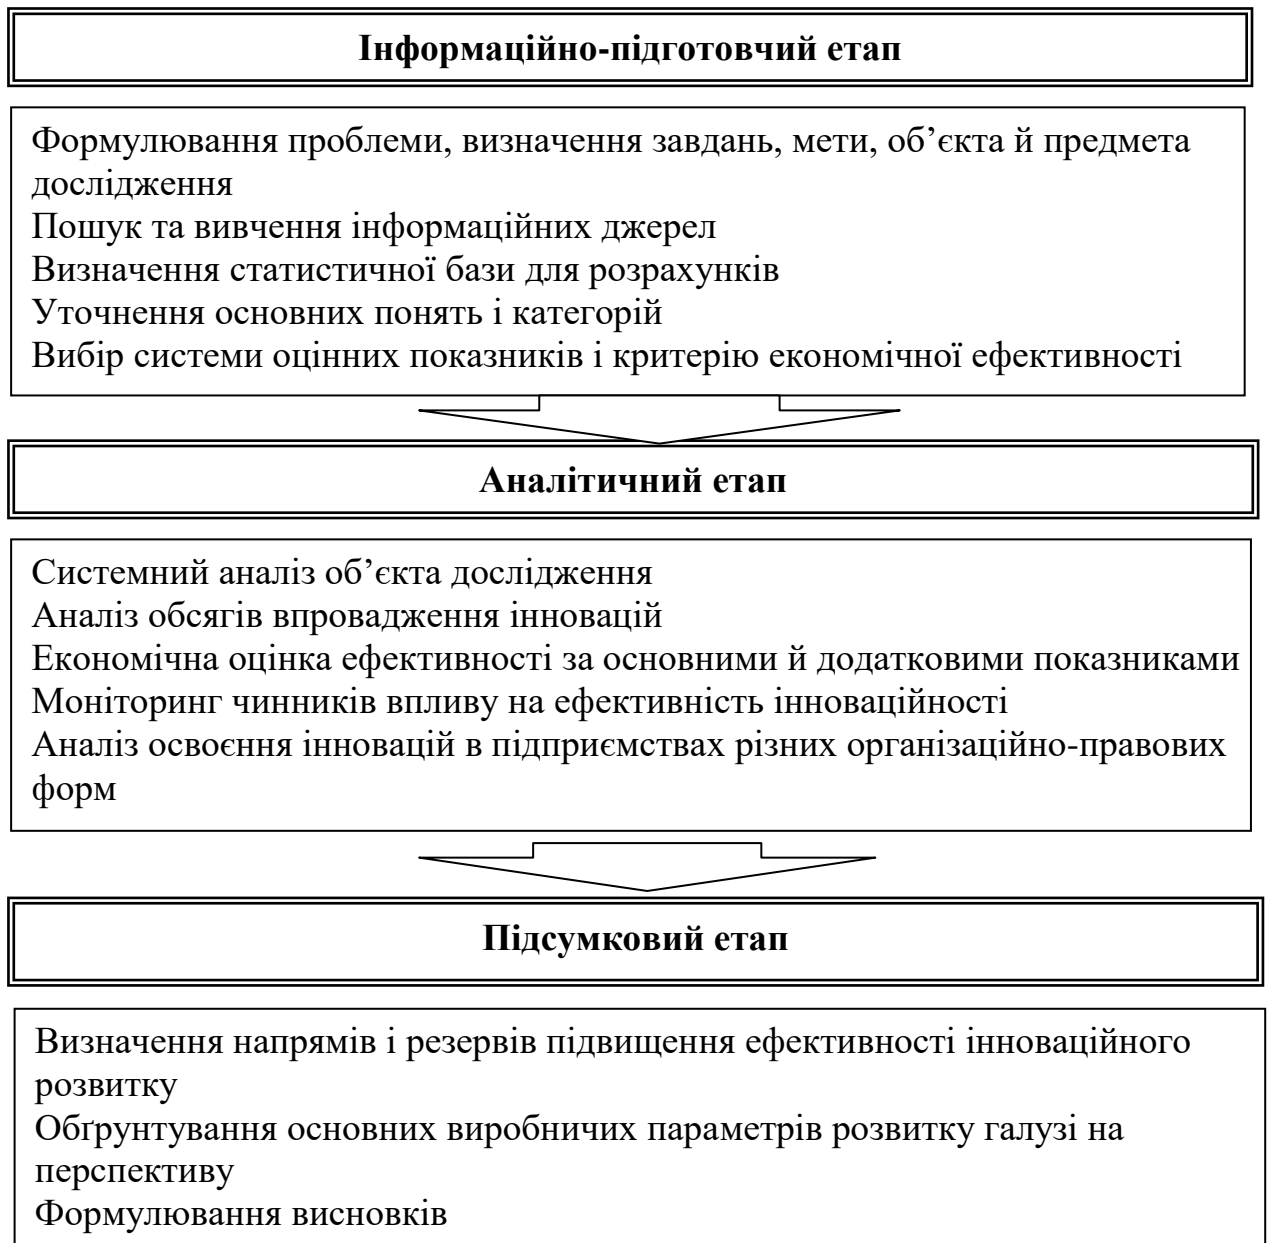 Інформаційно-підготовчий етап
Формулювання проблеми, визначення завдань, мети, об’єкта й предмета
дослідження
Пошук та вивчення інформаційних джерел
Визначення статистичної бази для розрахунків
Уточнення основних понять і категорій
Вибір системи оцінних показників і критерію економічної ефективності
Аналітичний етап
Системний аналіз об’єкта дослідження
Аналіз обсягів впровадження інновацій
Економічна оцінка ефективності за основними й додатковими показниками
Моніторинг чинників впливу на ефективність інноваційності
Аналіз освоєння інновацій в підприємствах різних організаційно-правових
форм
Підсумковий етап
Визначення напрямів і резервів підвищення ефективності інноваційного
розвитку
Обґрунтування основних виробничих параметрів розвитку галузі на
перспективу
Формулювання висновків